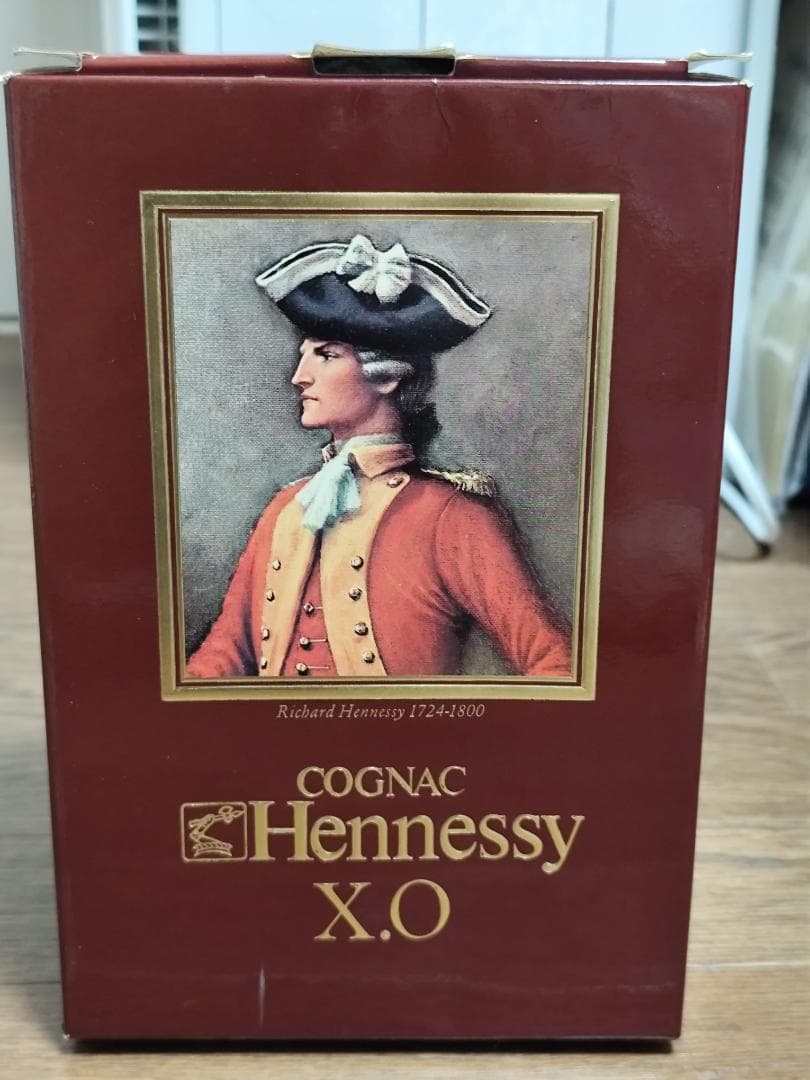 Richard Hennessy 1724-1800
COGNAC
Hennessy
X.O